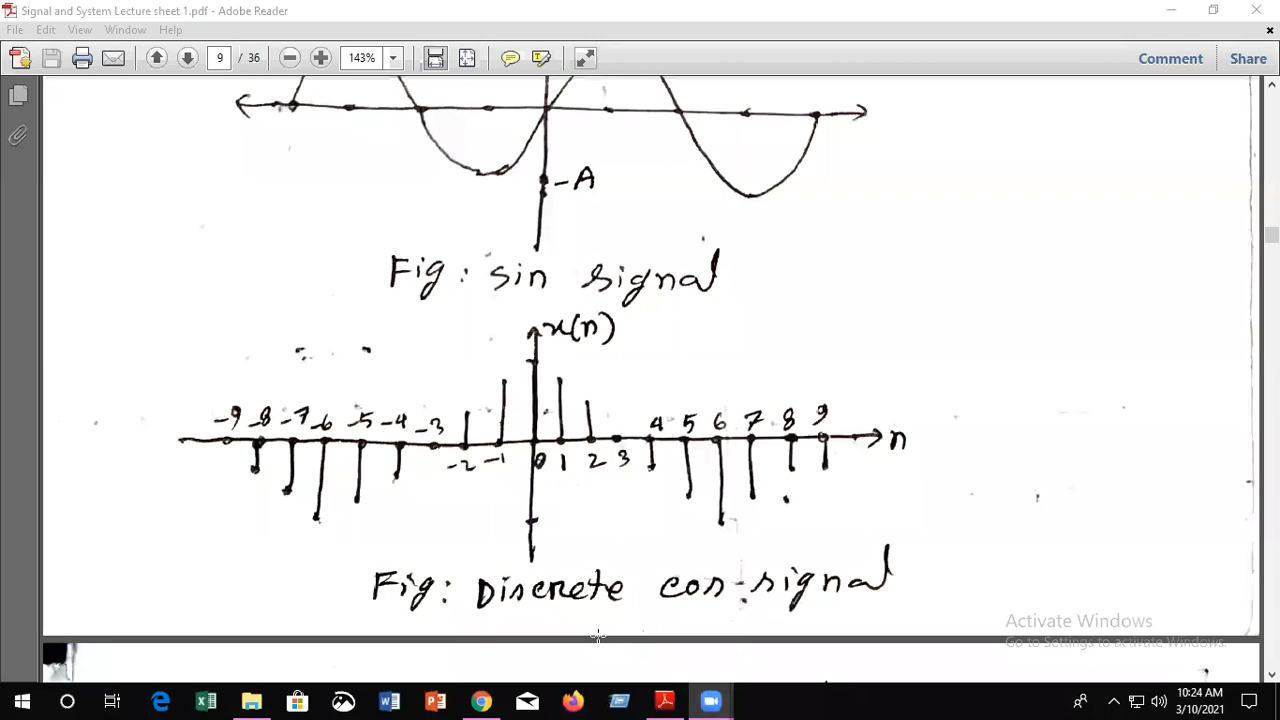 Signal and System Lecture sheet 1.pdf - Adobe Reader
File Edit View Window Help
9 / 36 143% Comment Share
-A
Fig: sin signal
x(n)
-9 -8 -7 -6 -5 -4 -3 4 5 6 7 8 9
-2 -1 0 1 2 3 n
Fig: Discrete cos-signal
Activate Windows
Go to Settings to activate Windows.
10:24 AM
3/10/2021